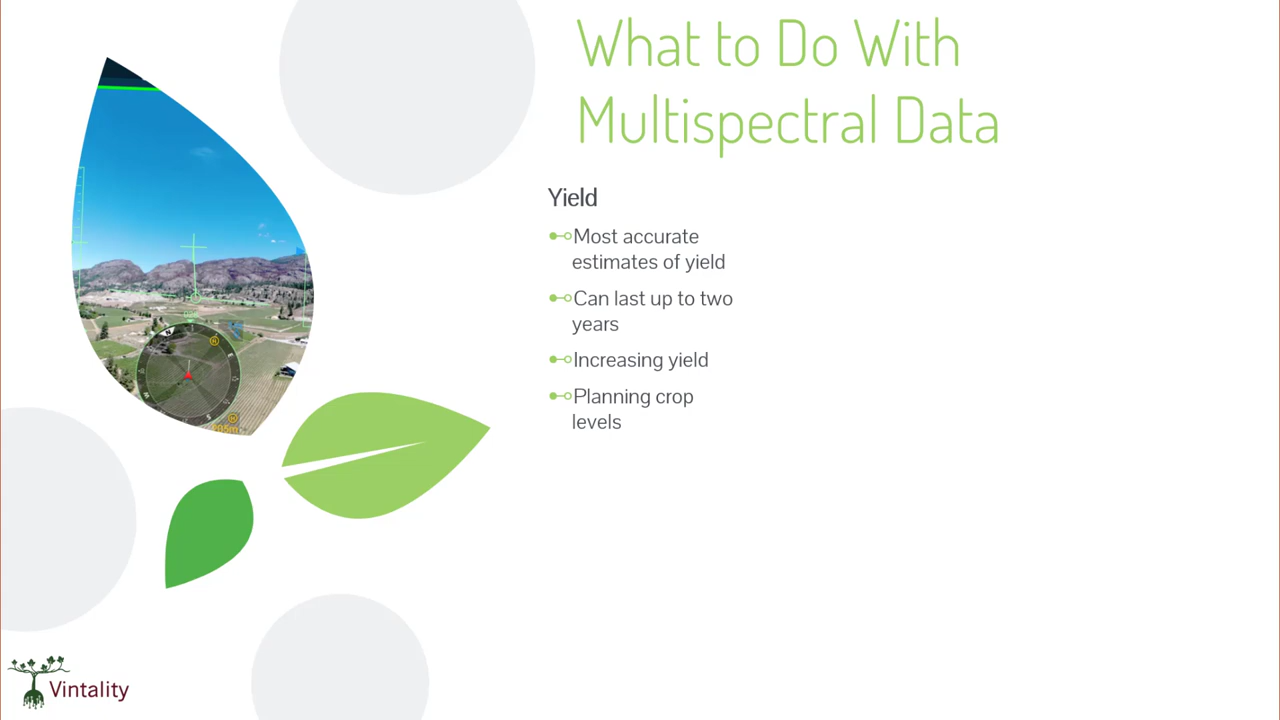 What to Do With
Multispectral Data
Yield
Most accurate
estimates of yield
Can last up to two
years
Increasing yield
Planning crop
levels
Vintality